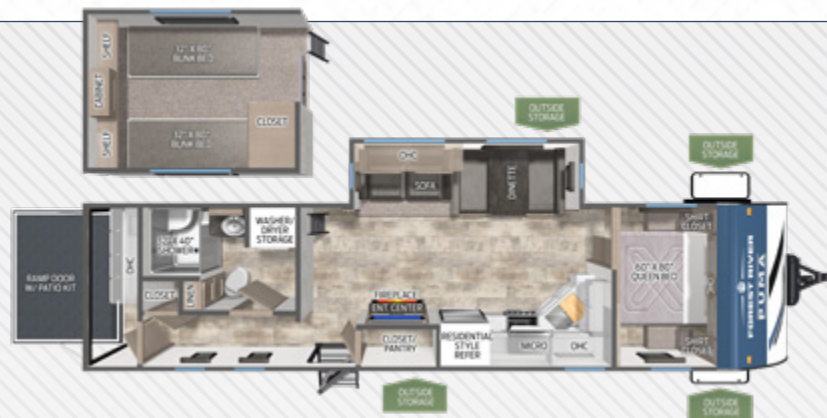 SHELF
CABINET
SHELF
32" X 80"
BUNK BED
32" X 80"
BUNK BED
CLOSET
OUTSIDE
STORAGE
OUTSIDE
STORAGE
OHC
SOFA
DINETTE
RAMP DOOR
W/ PATIO KIT
OHC
SHOWER
WASHER/
DRYER
STORAGE
CLOSET
LINEN
FIREPLACE
ENT. CENTER
CLOSET/
PANTRY
RESIDENTIAL
STYLE
REFER
MICRO
OHC
SHIRT
CLOSET
60" X 80"
QUEEN BED
OHC
SHIRT
CLOSET
FOREST RIVER
PUMA
OUTSIDE
STORAGE
OUTSIDE
STORAGE